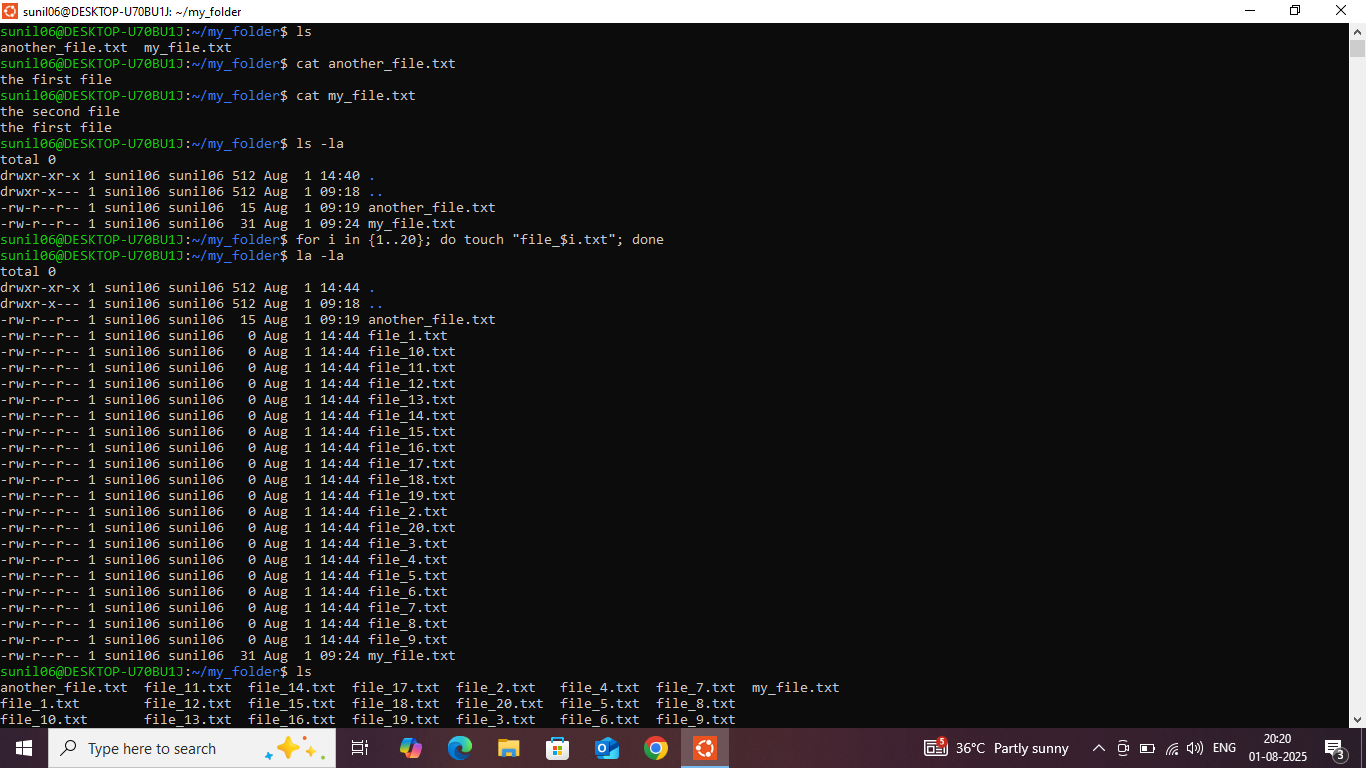 sunil06@DESKTOP-U70BU1J: ~/my_folder
sunil06@DESKTOP-U70BU1J:~/my_folder$ ls
another_file.txt  my_file.txt
sunil06@DESKTOP-U70BU1J:~/my_folder$ cat another_file.txt
the first file
sunil06@DESKTOP-U70BU1J:~/my_folder$ cat my_file.txt
the second file
the first file
sunil06@DESKTOP-U70BU1J:~/my_folder$ ls -la
total 0
drwxr-xr-x 1 sunil06 sunil06 512 Aug  1 14:40 .
drwxr-x--- 1 sunil06 sunil06 512 Aug  1 09:18 ..
-rw-r--r-- 1 sunil06 sunil06  15 Aug  1 09:19 another_file.txt
-rw-r--r-- 1 sunil06 sunil06  31 Aug  1 09:24 my_file.txt
sunil06@DESKTOP-U70BU1J:~/my_folder$ for i in {1..20}; do touch "file_$i.txt"; done
sunil06@DESKTOP-U70BU1J:~/my_folder$ la -la
total 0
drwxr-xr-x 1 sunil06 sunil06 512 Aug  1 14:44 .
drwxr-x--- 1 sunil06 sunil06 512 Aug  1 09:18 ..
-rw-r--r-- 1 sunil06 sunil06  15 Aug  1 09:19 another_file.txt
-rw-r--r-- 1 sunil06 sunil06   0 Aug  1 14:44 file_1.txt
-rw-r--r-- 1 sunil06 sunil06   0 Aug  1 14:44 file_10.txt
-rw-r--r-- 1 sunil06 sunil06   0 Aug  1 14:44 file_11.txt
-rw-r--r-- 1 sunil06 sunil06   0 Aug  1 14:44 file_12.txt
-rw-r--r-- 1 sunil06 sunil06   0 Aug  1 14:44 file_13.txt
-rw-r--r-- 1 sunil06 sunil06   0 Aug  1 14:44 file_14.txt
-rw-r--r-- 1 sunil06 sunil06   0 Aug  1 14:44 file_15.txt
-rw-r--r-- 1 sunil06 sunil06   0 Aug  1 14:44 file_16.txt
-rw-r--r-- 1 sunil06 sunil06   0 Aug  1 14:44 file_17.txt
-rw-r--r-- 1 sunil06 sunil06   0 Aug  1 14:44 file_18.txt
-rw-r--r-- 1 sunil06 sunil06   0 Aug  1 14:44 file_19.txt
-rw-r--r-- 1 sunil06 sunil06   0 Aug  1 14:44 file_2.txt
-rw-r--r-- 1 sunil06 sunil06   0 Aug  1 14:44 file_20.txt
-rw-r--r-- 1 sunil06 sunil06   0 Aug  1 14:44 file_3.txt
-rw-r--r-- 1 sunil06 sunil06   0 Aug  1 14:44 file_4.txt
-rw-r--r-- 1 sunil06 sunil06   0 Aug  1 14:44 file_5.txt
-rw-r--r-- 1 sunil06 sunil06   0 Aug  1 14:44 file_6.txt
-rw-r--r-- 1 sunil06 sunil06   0 Aug  1 14:44 file_7.txt
-rw-r--r-- 1 sunil06 sunil06   0 Aug  1 14:44 file_8.txt
-rw-r--r-- 1 sunil06 sunil06   0 Aug  1 14:44 file_9.txt
-rw-r--r-- 1 sunil06 sunil06  31 Aug  1 09:24 my_file.txt
sunil06@DESKTOP-U70BU1J:~/my_folder$ ls
another_file.txt  file_11.txt  file_14.txt  file_17.txt  file_2.txt   file_4.txt  file_7.txt  my_file.txt
file_1.txt        file_12.txt  file_15.txt  file_18.txt  file_20.txt  file_5.txt  file_8.txt
file_10.txt       file_13.txt  file_16.txt  file_19.txt  file_3.txt   file_6.txt  file_9.txt
Type here to search
5
36°C Partly sunny
ENG
20:20
01-08-2025
3